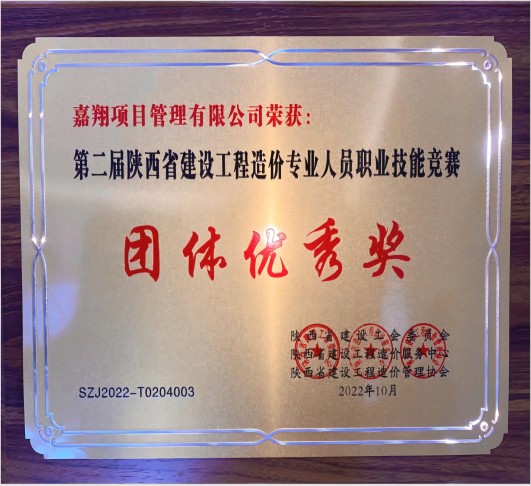 嘉翔项目管理有限公司荣获：
第二届陕西省建设工程造价专业人员职业技能竞赛
团体优秀奖
陕西省建设工会委员会
陕西省建设工程造价服务中心
陕西省建设工程造价管理协会
SZJ2022-T0204003
2022年10月